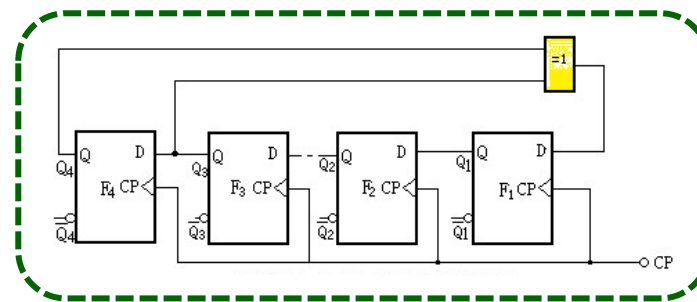 =1
Q D Q D Q D Q D
Q4 Q3 Q2 Q1
F4 CP F3 CP F2 CP F1 CP
Q̅4 Q̅3 Q̅2 Q̅1
CP